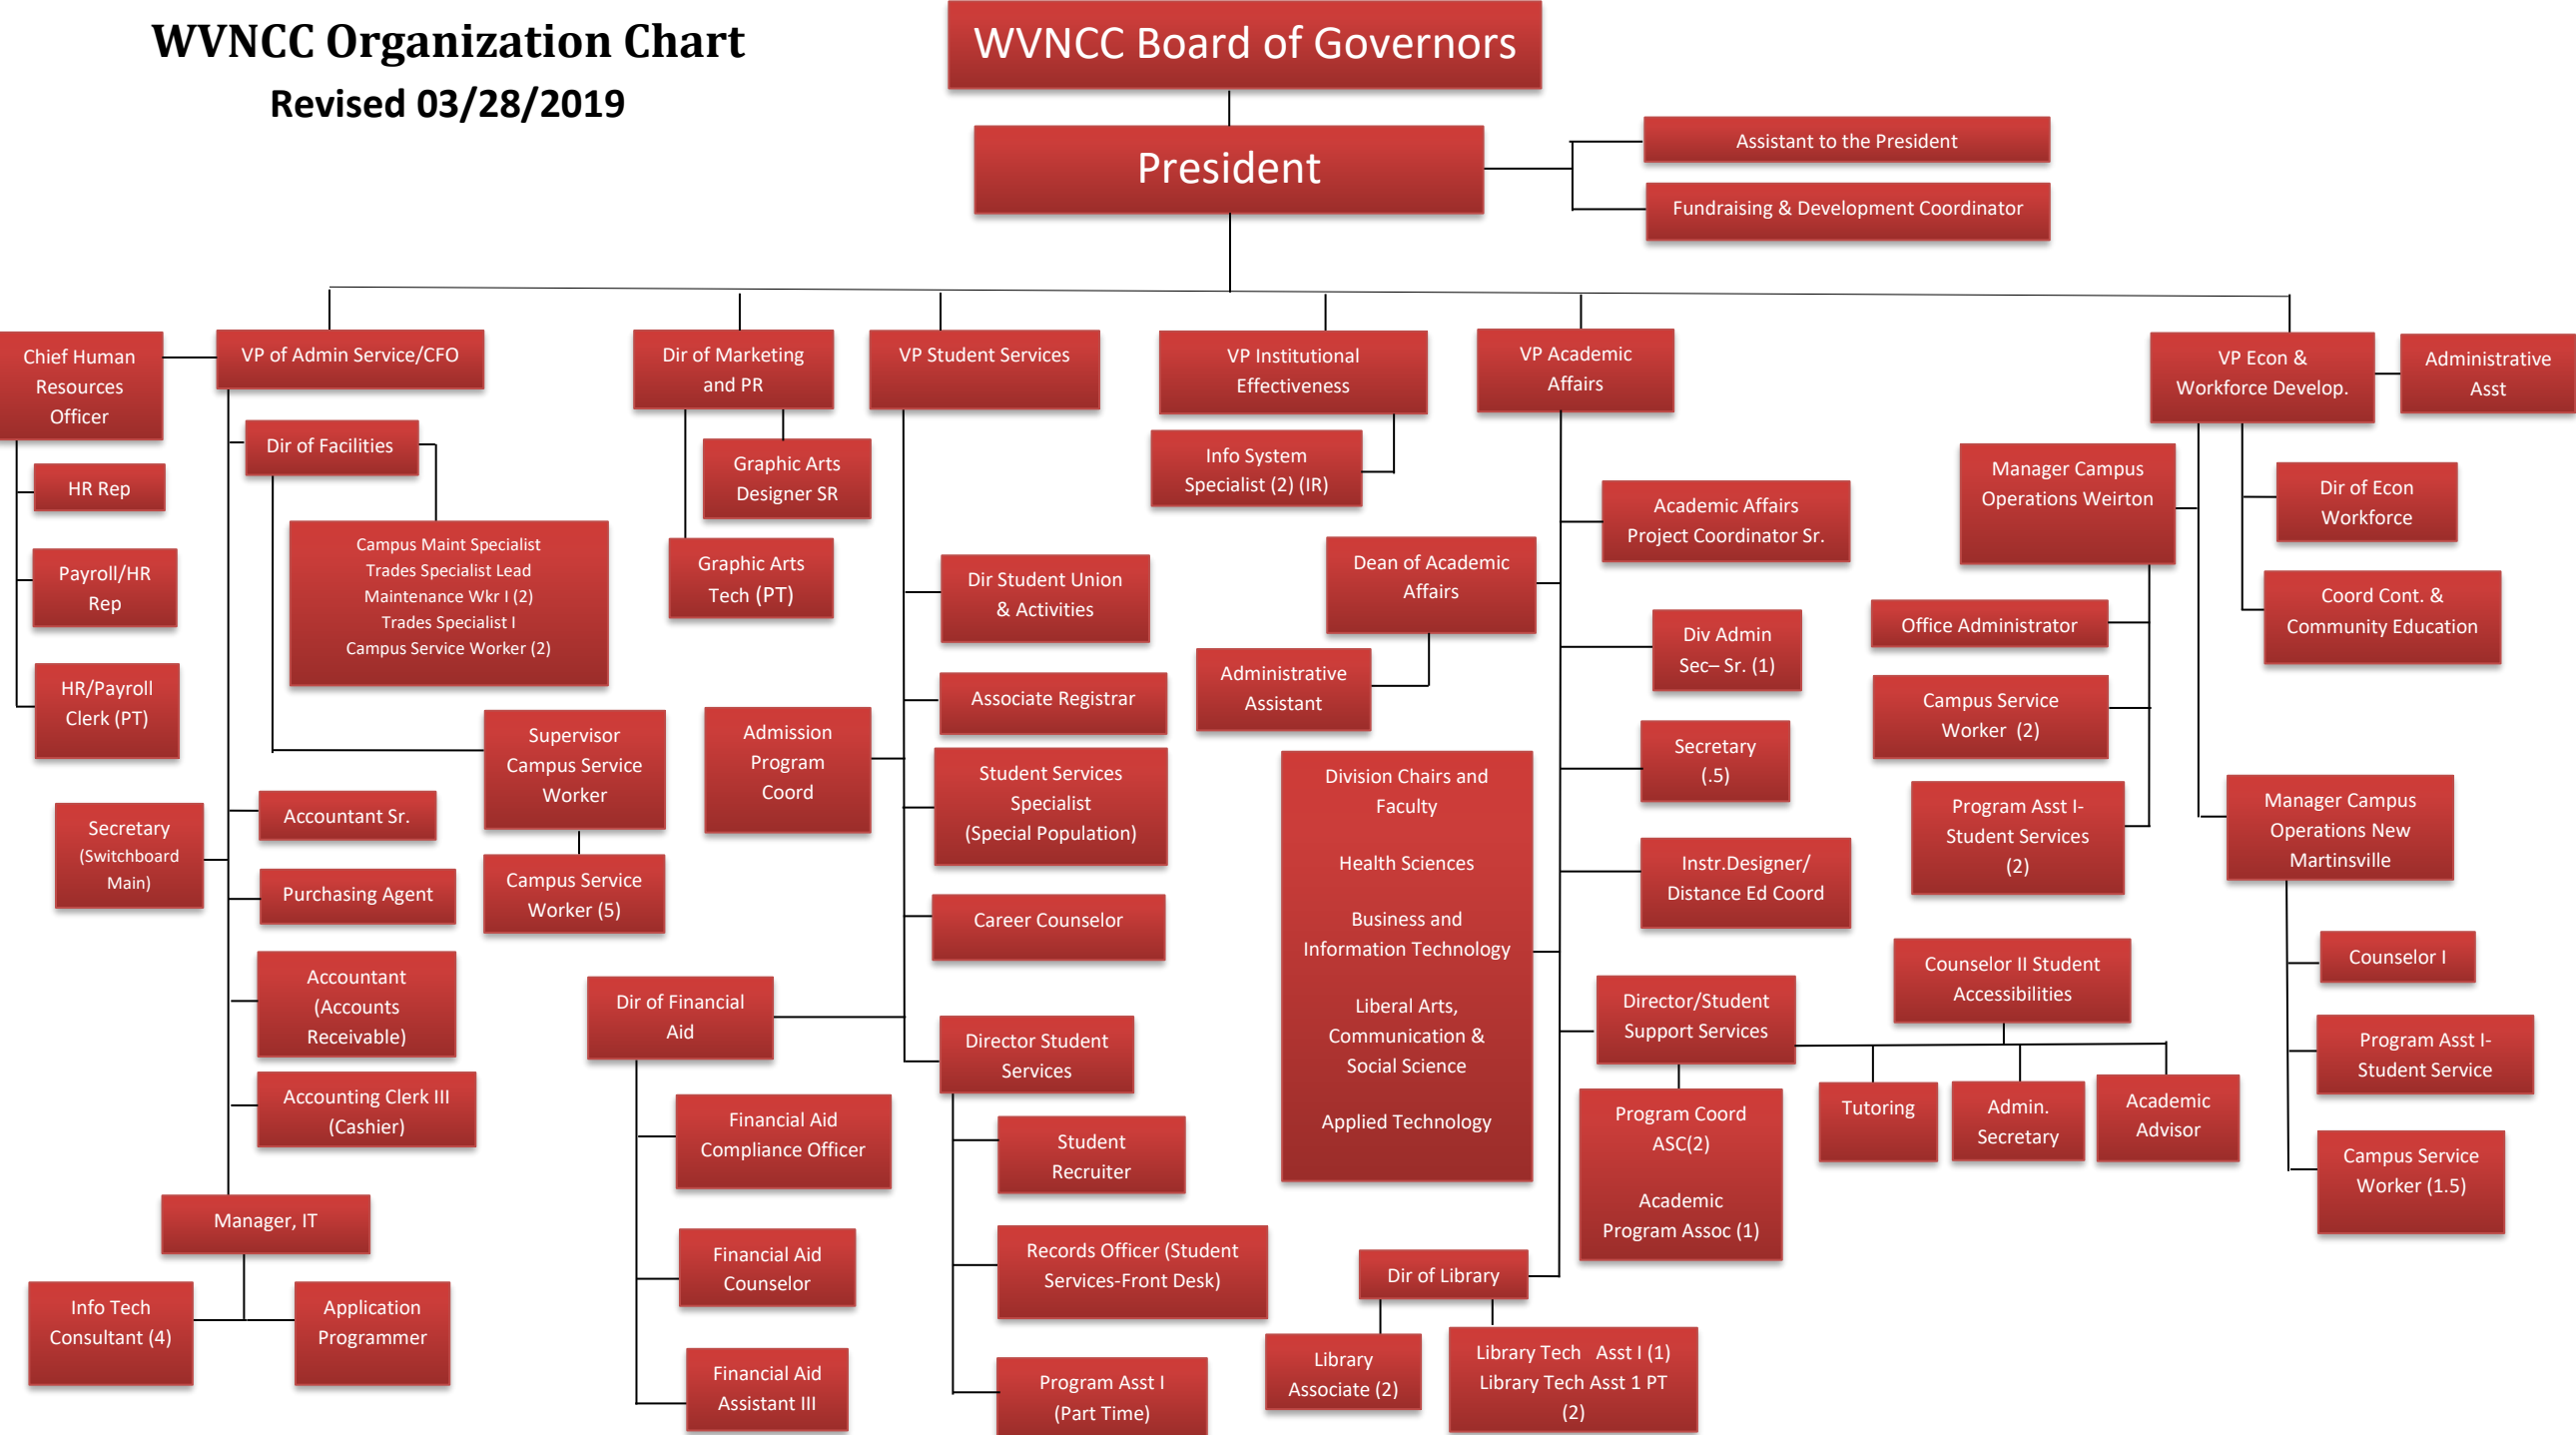 WVNCC Organization Chart
Revised 03/28/2019
WVNCC Board of Governors
President
Assistant to the President
Fundraising & Development Coordinator
Chief Human
Resources
Officer
HR Rep
Payroll/HR
Rep
HR/Payroll
Clerk (PT)
VP of Admin Service/CFO
Dir of Facilities
Campus Maint Specialist
Trades Specialist Lead
Maintenance Wkr I (2)
Trades Specialist I
Campus Service Worker (2)
Supervisor
Campus Service
Worker
Campus Service
Worker (5)
Secretary
(Switchboard
Main)
Accountant Sr.
Purchasing Agent
Accountant
(Accounts
Receivable)
Accounting Clerk III
(Cashier)
Manager, IT
Info Tech
Consultant (4)
Application
Programmer
Dir of Marketing
and PR
Graphic Arts
Designer SR
Graphic Arts
Tech (PT)
VP Student Services
Dir Student Union
& Activities
Associate Registrar
Admission
Program
Coord
Student Services
Specialist
(Special Population)
Career Counselor
Dir of Financial
Aid
Financial Aid
Compliance Officer
Financial Aid
Counselor
Financial Aid
Assistant III
Director Student
Services
Student
Recruiter
Records Officer (Student
Services-Front Desk)
Program Asst I
(Part Time)
VP Institutional
Effectiveness
Info System
Specialist (2) (IR)
VP Academic
Affairs
Academic Affairs
Project Coordinator Sr.
Dean of Academic
Affairs
Administrative
Assistant
Div Admin
Sec– Sr. (1)
Secretary
(.5)
Instr.Designer/
Distance Ed Coord
Division Chairs and
Faculty
Health Sciences
Business and
Information Technology
Liberal Arts,
Communication &
Social Science
Applied Technology
Director/Student
Support Services
Program Coord
ASC(2)
Academic
Program Assoc (1)
Counselor II Student
Accessibilities
Tutoring
Admin.
Secretary
Academic
Advisor
Dir of Library
Library
Associate (2)
Library Tech   Asst I (1)
Library Tech Asst 1 PT
(2)
VP Econ &
Workforce Develop.
Administrative
Asst
Manager Campus
Operations Weirton
Office Administrator
Campus Service
Worker  (2)
Program Asst I-
Student Services
(2)
Dir of Econ
Workforce
Coord Cont. &
Community Education
Manager Campus
Operations New
Martinsville
Counselor I
Program Asst I-
Student Service
Campus Service
Worker (1.5)